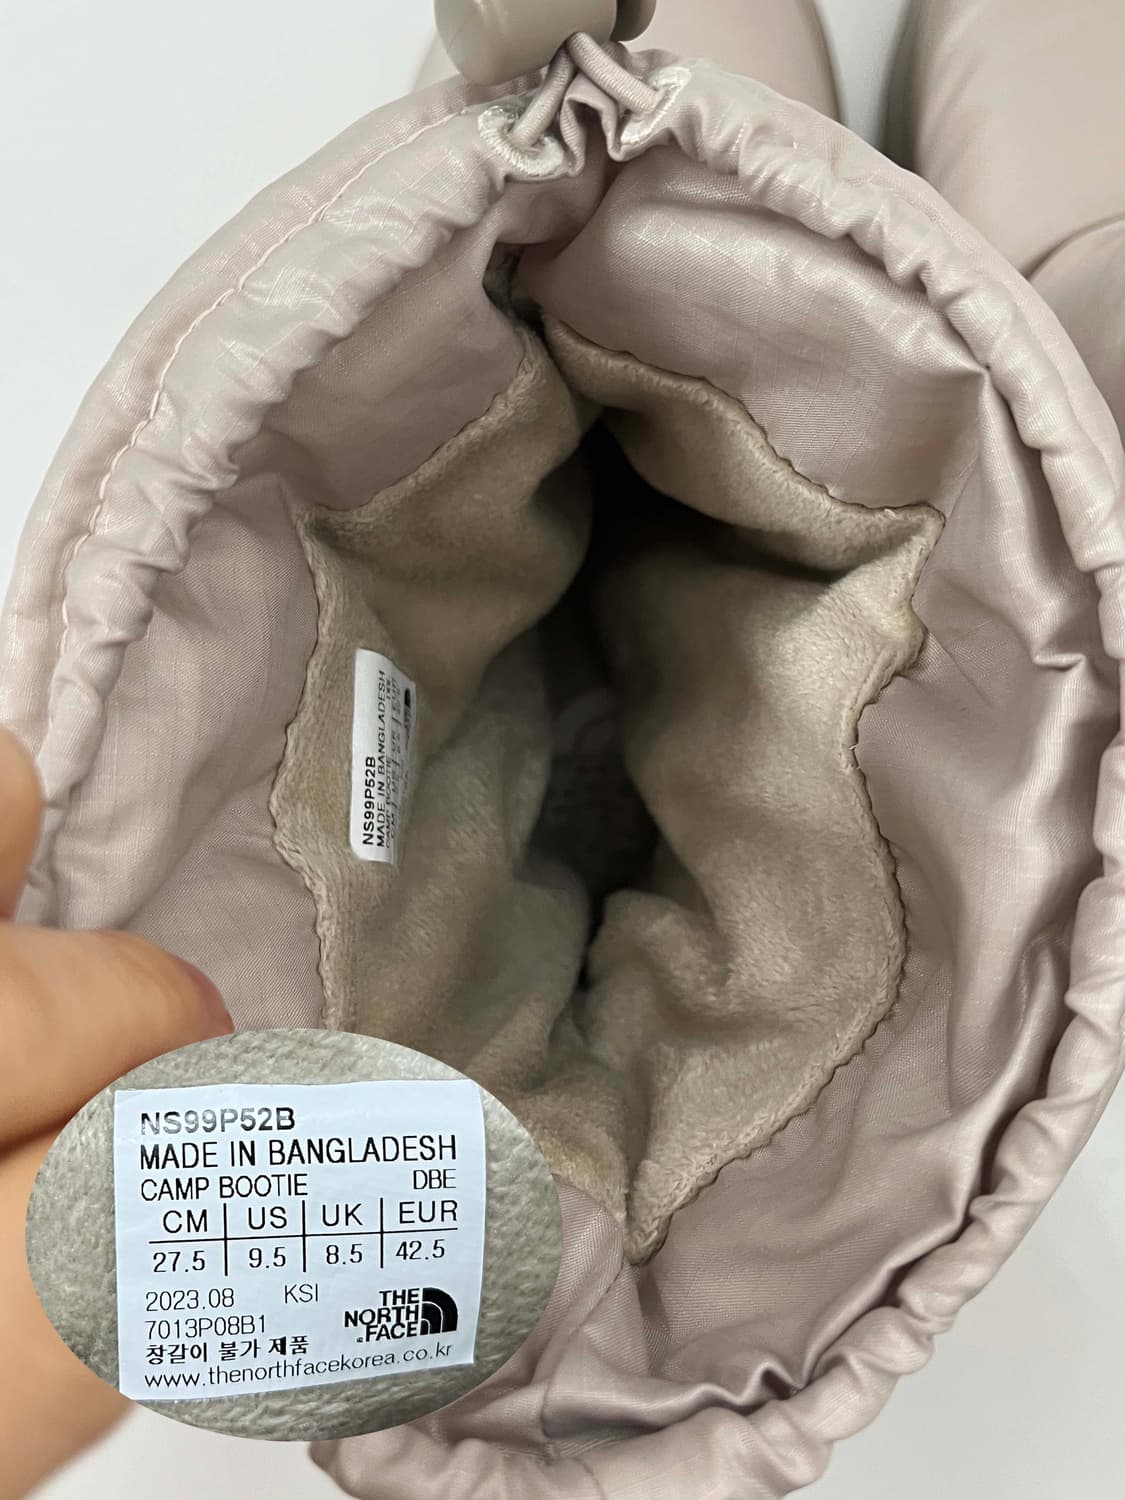 NS99P52B
MADE IN BANGLADESH
CAMP BOOTIE
NS99P52B
MADE IN BANGLADESH
CAMP BOOTIE DBE
CM US UK EUR
27.5 9.5 8.5 42.5
2023.08 KSI
7013P08B1
창갈이 불가 제품
www.thenorthfacekorea.co.kr
THE
NORTH
FACE